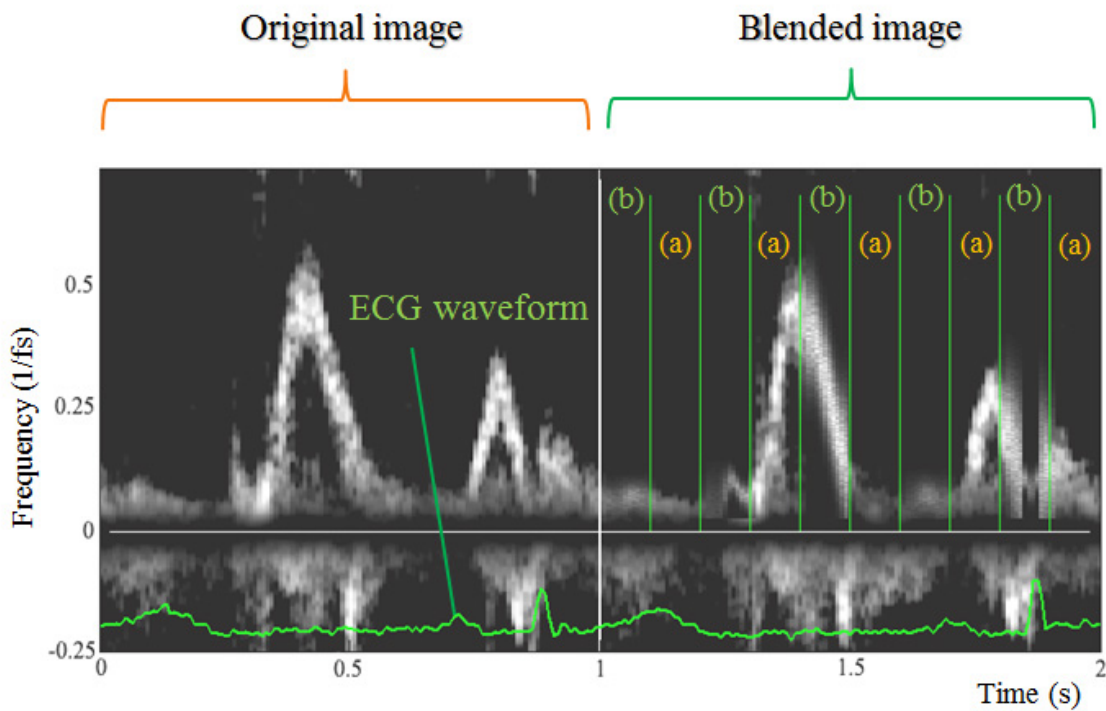 Original image
Blended image
(b) (b) (b) (b) (b)
(a) (a) (a) (a) (a)
0.5
ECG waveform
0.25
Frequency (1/fs)
0
-0.25
0 0.5 1 1.5 2
Time (s)